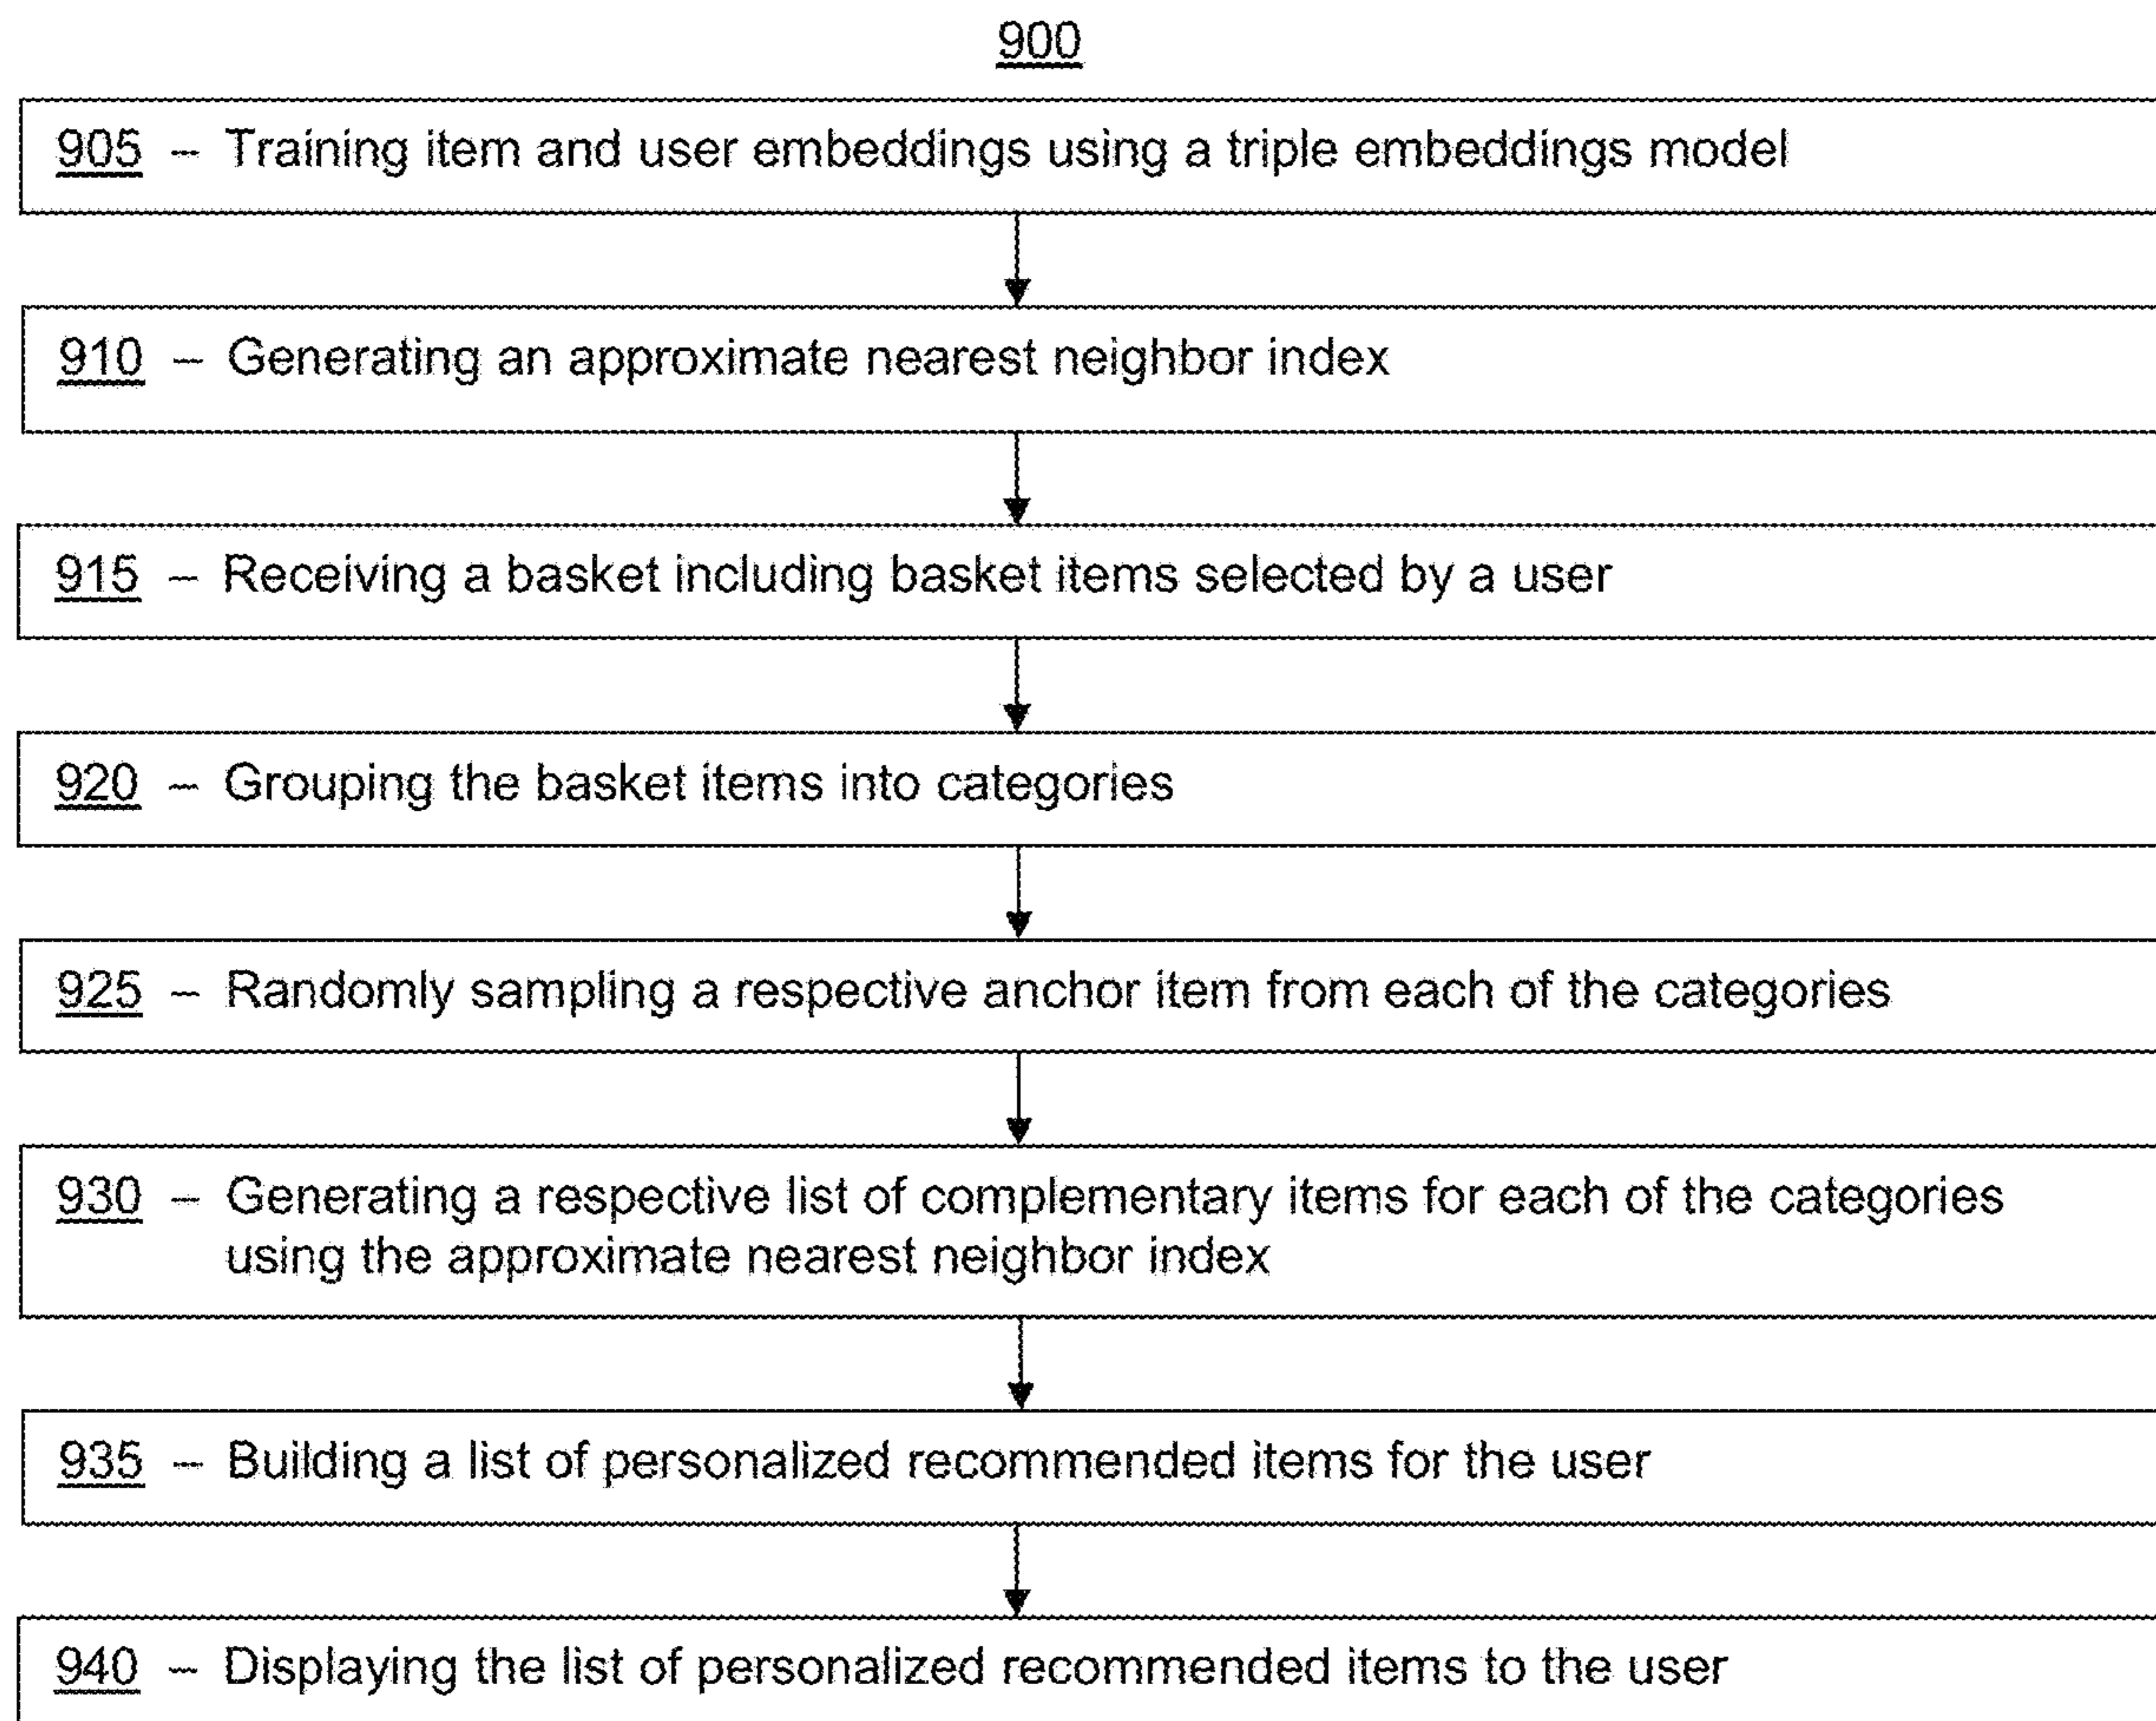 900
905 – Training item and user embeddings using a triple embeddings model
910 – Generating an approximate nearest neighbor index
915 – Receiving a basket including basket items selected by a user
920 – Grouping the basket items into categories
925 – Randomly sampling a respective anchor item from each of the categories
930 – Generating a respective list of complementary items for each of the categories
using the approximate nearest neighbor index
935 – Building a list of personalized recommended items for the user
940 – Displaying the list of personalized recommended items to the user